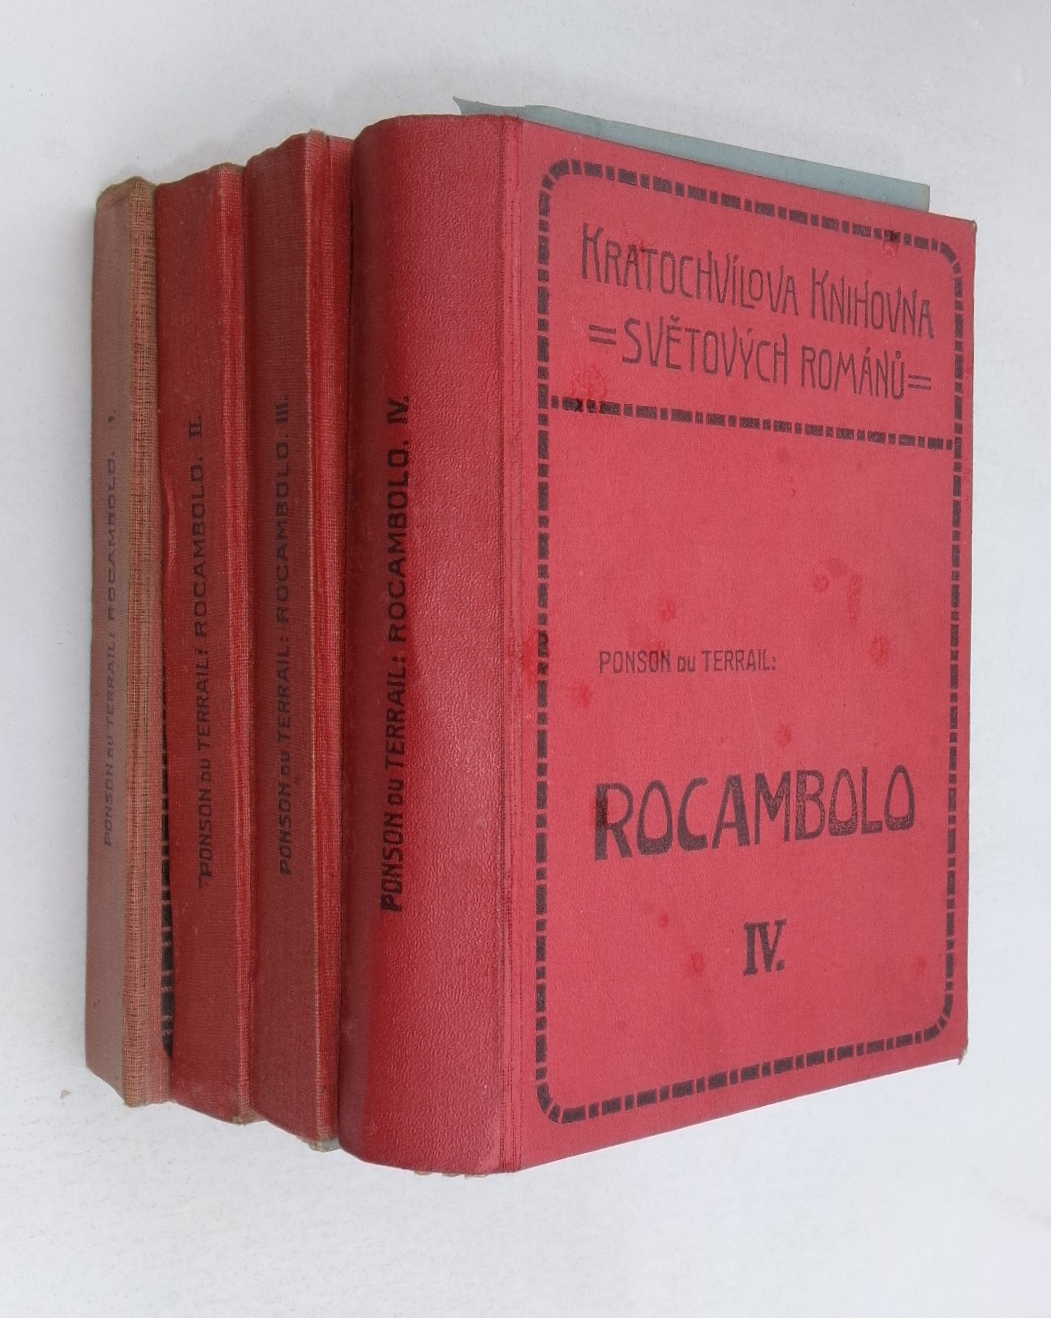 PONSON DU TERRAIL: ROCAMBOLO. I.
PONSON DU TERRAIL: ROCAMBOLO. II.
PONSON DU TERRAIL: ROCAMBOLO. III.
PONSON DU TERRAIL: ROCAMBOLO. IV.
KRATOCHVÍLOVA KNIHOVNA
=SVĚTOVÝCH ROMÁNŮ=
PONSON DU TERRAIL:
ROCAMBOLO
IV.